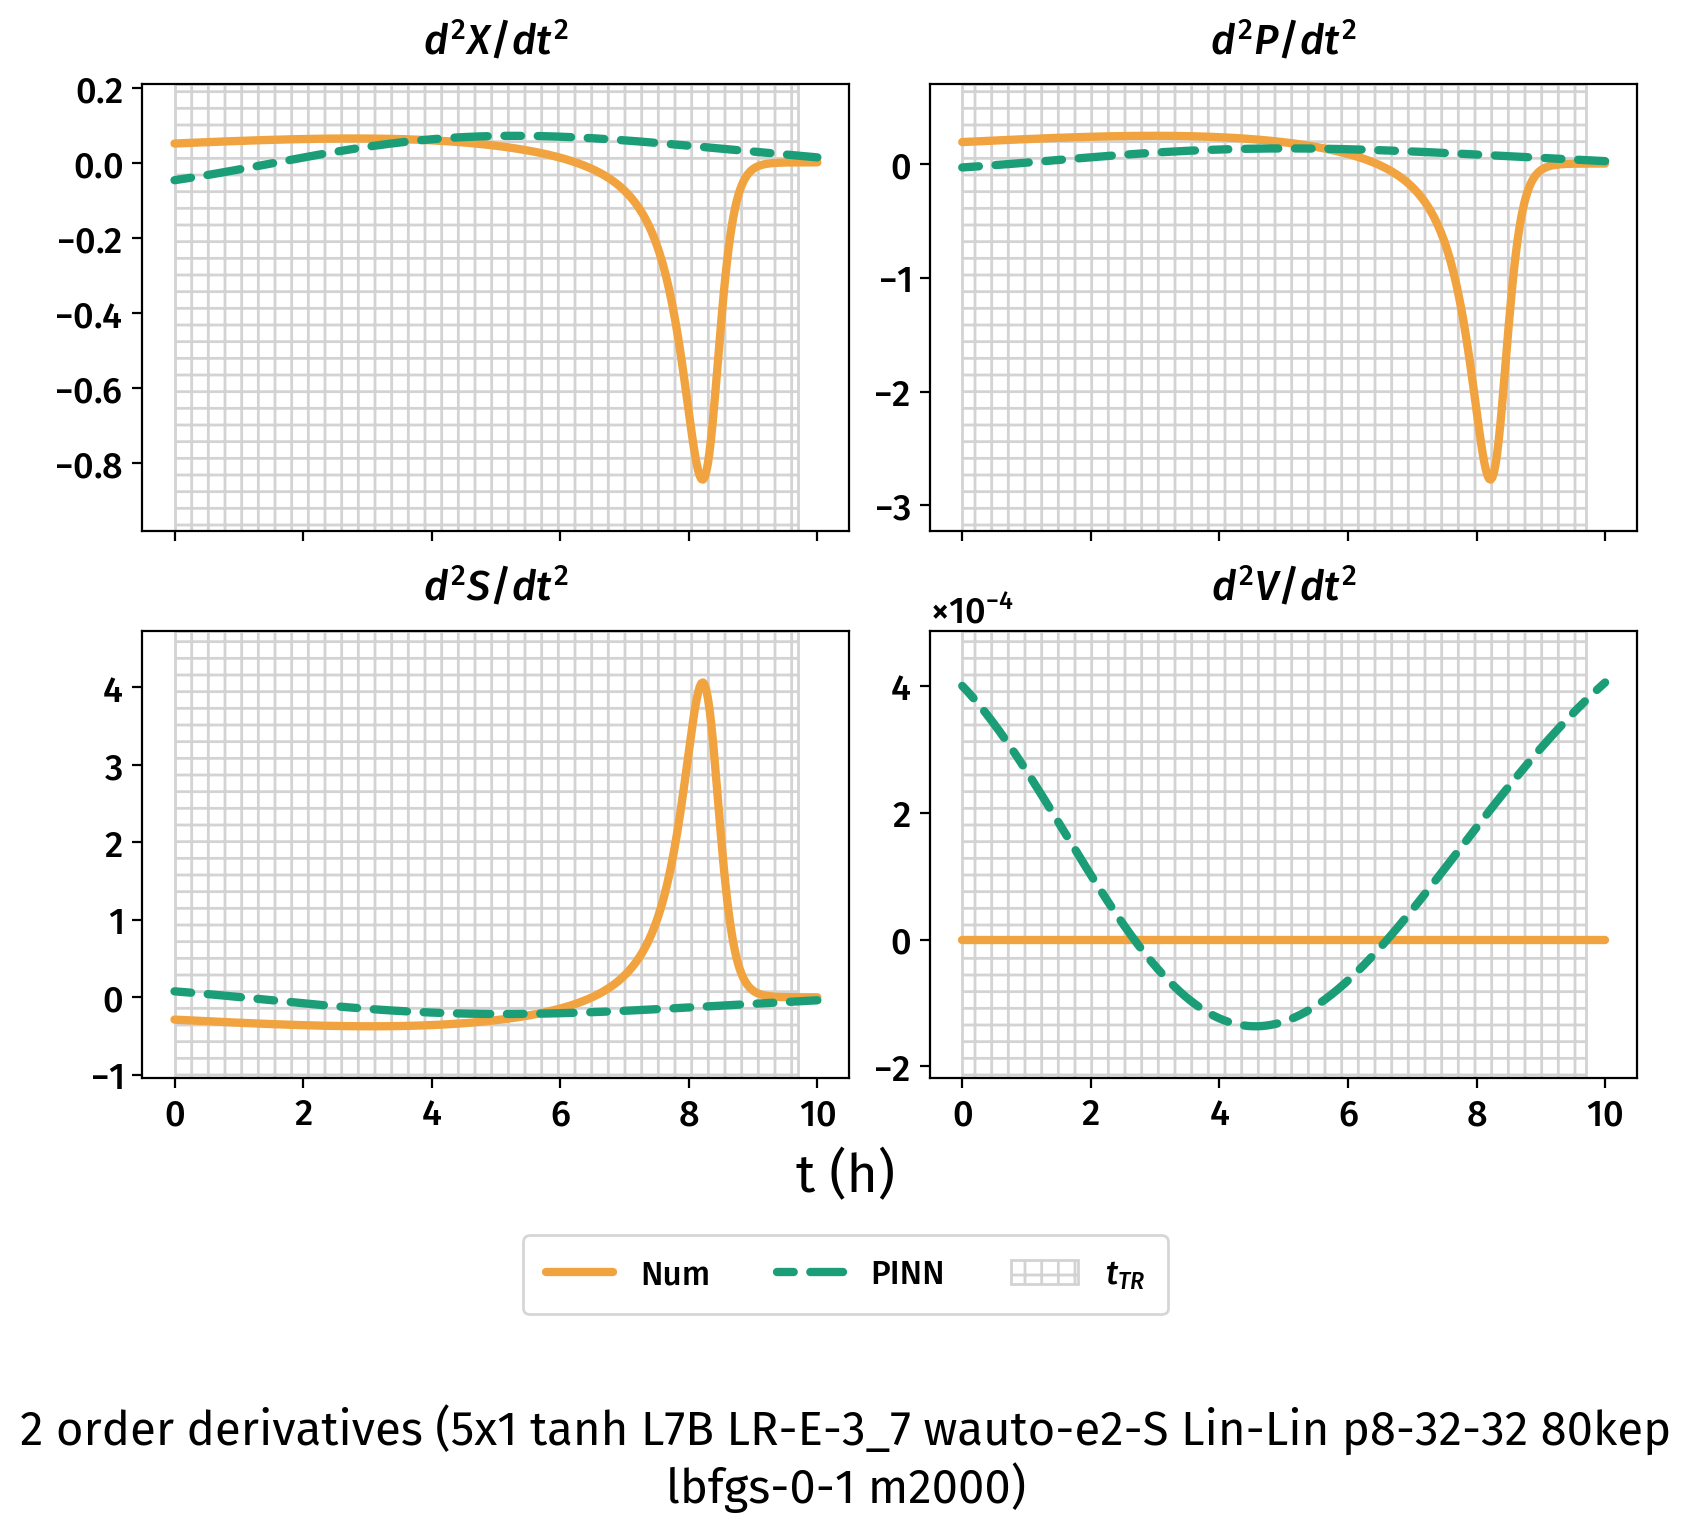 d²X/dt²
d²P/dt²
0.2
0.0
−0.2
−0.4
−0.6
−0.8
0
−1
−2
−3
d²S/dt²
d²V/dt²
×10⁻⁴
4
3
2
1
0
−1
4
2
0
−2
0 2 4 6 8 10
0 2 4 6 8 10
t (h)
Num PINN t_TR
2 order derivatives (5x1 tanh L7B LR-E-3_7 wauto-e2-S Lin-Lin p8-32-32 80kep
lbfgs-0-1 m2000)